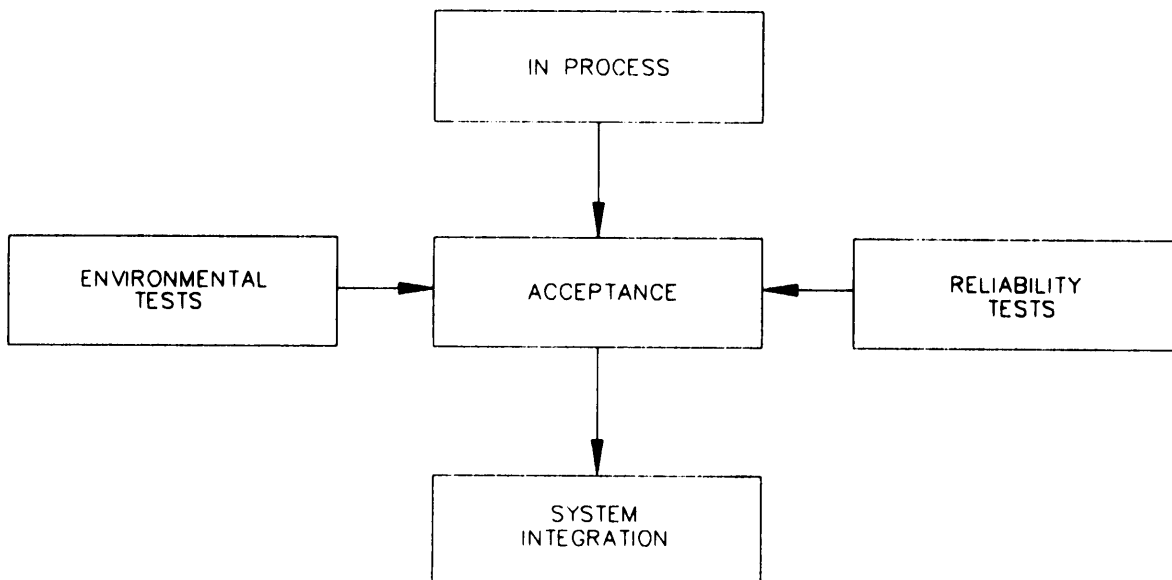 IN PROCESS
ENVIRONMENTAL
TESTS
ACCEPTANCE
RELIABILITY
TESTS
SYSTEM
INTEGRATION